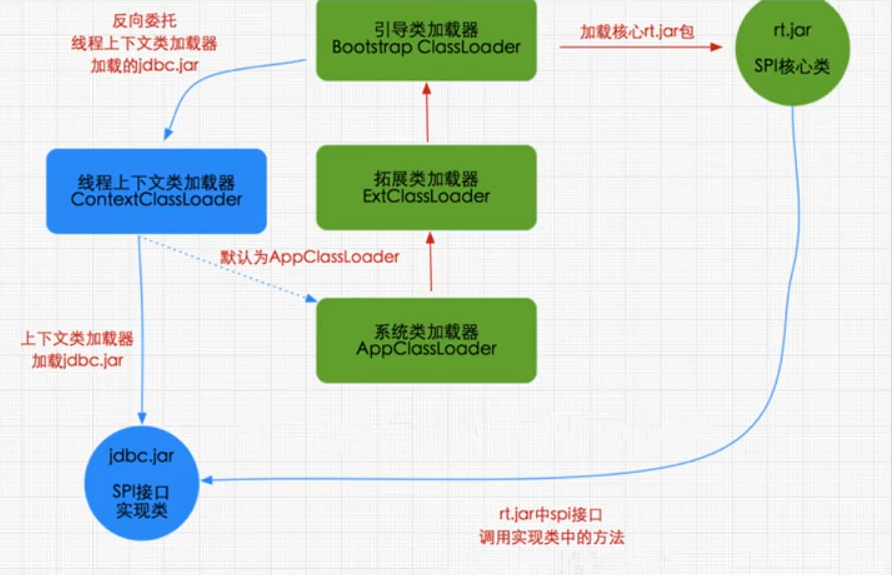 反向委托
线程上下文类加载器
加载的jdbc.jar
引导类加载器
Bootstrap ClassLoader
加载核心rt.jar包
rt.jar
SPI核心类
线程上下文类加载器
ContextClassLoader
拓展类加载器
ExtClassLoader
默认为AppClassLoader
系统类加载器
AppClassLoader
上下文类加载器
加载jdbc.jar
jdbc.jar
SPI接口
实现类
rt.jar中spi接口
调用实现类中的方法